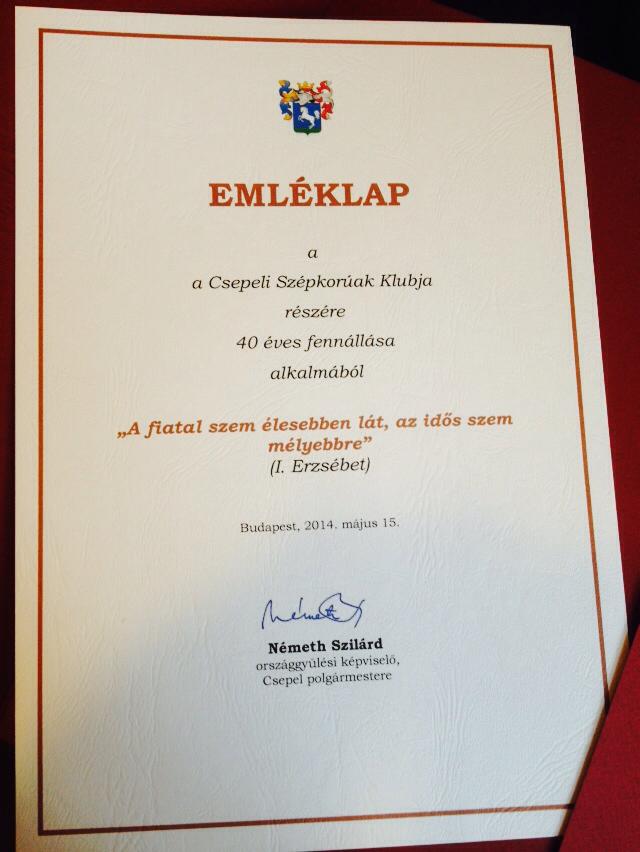 EMLÉKLAP
a
a Csepeli Szépkorúak Klubja
részére
40 éves fennállása
alkalmából
„A fiatal szem élesebben lát, az idős szem
mélyebbre”
(I. Erzsébet)
Budapest, 2014. május 15.
Németh
Németh Szilárd
országgyűlési képviselő,
Csepel polgármestere